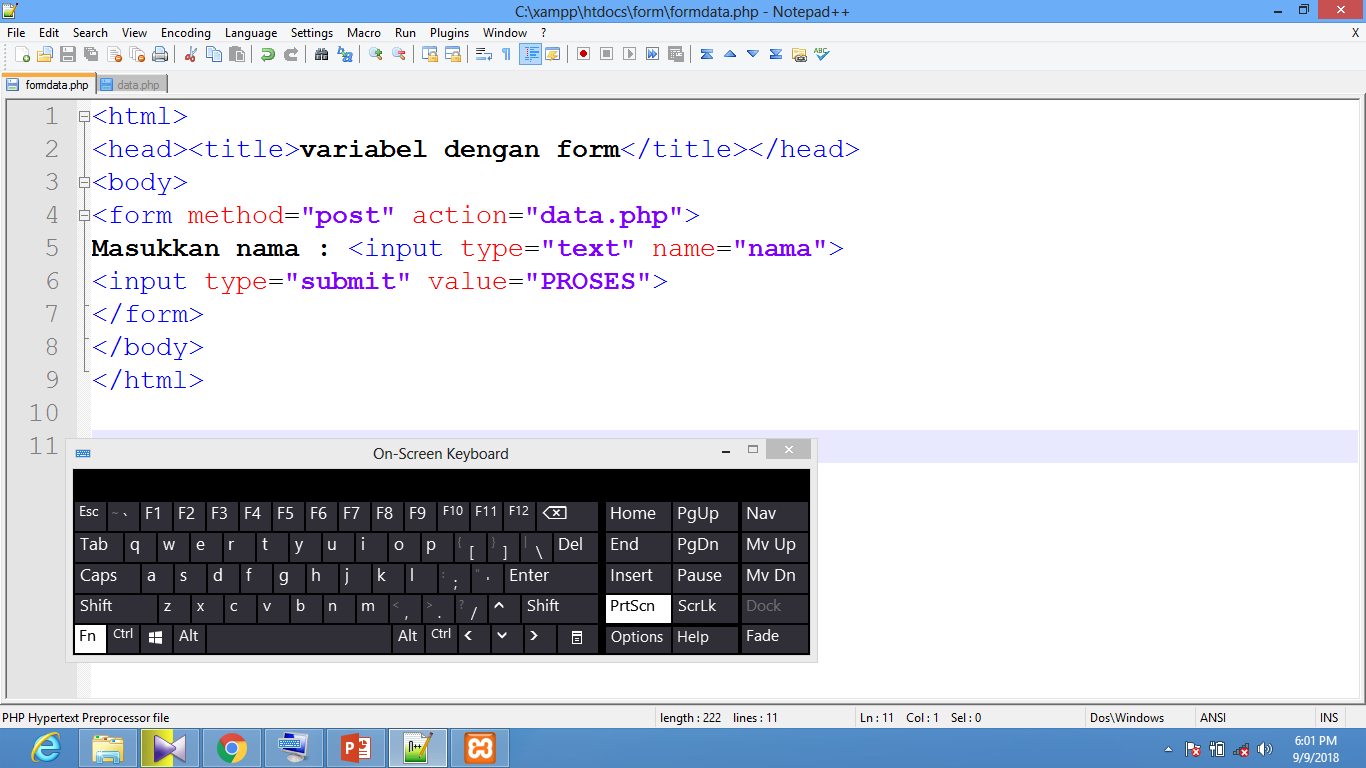 C:\xampp\htdocs\form\formdata.php - Notepad++
File Edit Search View Encoding Language Settings Macro Run Plugins Window ? X
formdata.php data.php
1 <html>
2 <head><title>variabel dengan form</title></head>
3 <body>
4 <form method="post" action="data.php">
5 Masukkan nama : <input type="text" name="nama">
6 <input type="submit" value="PROSES">
7 </form>
8 </body>
9 </html>
10
11
On-Screen Keyboard
Esc ~ ` F1 F2 F3 F4 F5 F6 F7 F8 F9 F10 F11 F12 Home PgUp Nav
Tab q w e r t y u i o p { [ } ] | \ Del End PgDn Mv Up
Caps a s d f g h j k l : ; " ' Enter Insert Pause Mv Dn
Shift z x c v b n m < , > . ? / Shift PrtScn ScrLk Dock
Fn Ctrl Alt Alt Ctrl Options Help Fade
PHP Hypertext Preprocessor file length : 222 lines : 11 Ln : 11 Col : 1 Sel : 0 Dos\Windows ANSI INS
6:01 PM
9/9/2018